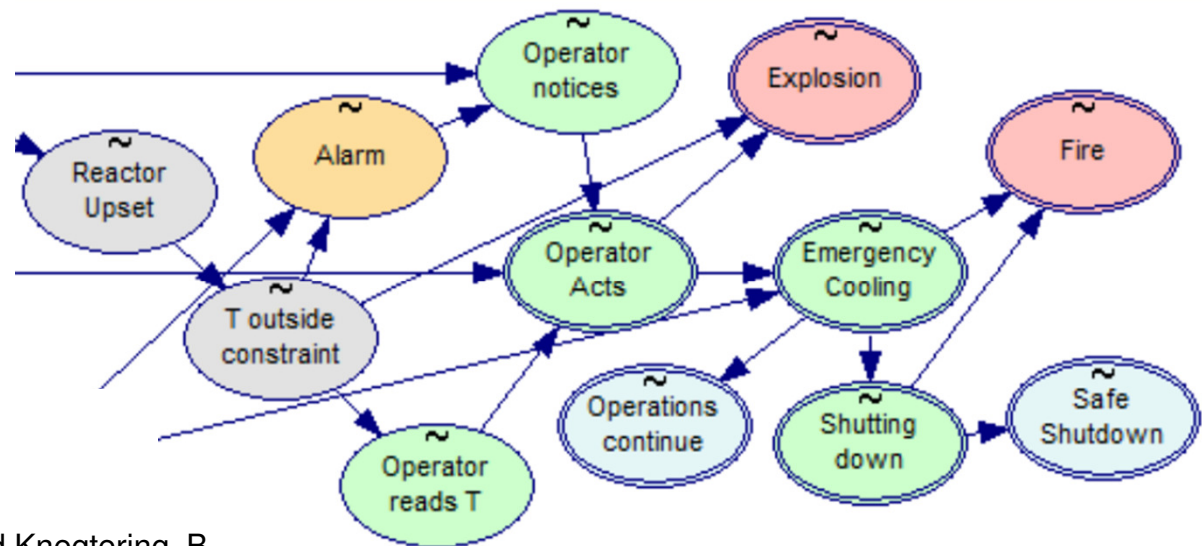 Operator
notices
Explosion
Fire
Alarm
Reactor
Upset
Operator
Acts
Emergency
Cooling
T outside
constraint
Operations
continue
Shutting
down
Safe
Shutdown
Operator
reads T
Knegtering, B